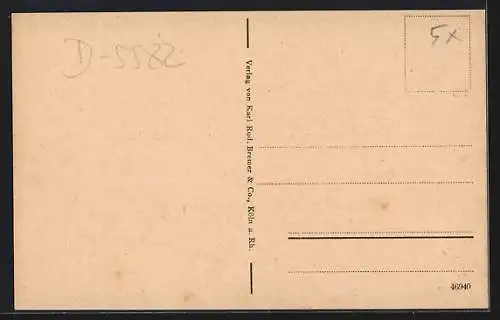 D-5582
5x
Verlag von Karl Rud. Bremer & Co., Köln a. Rh.
46940